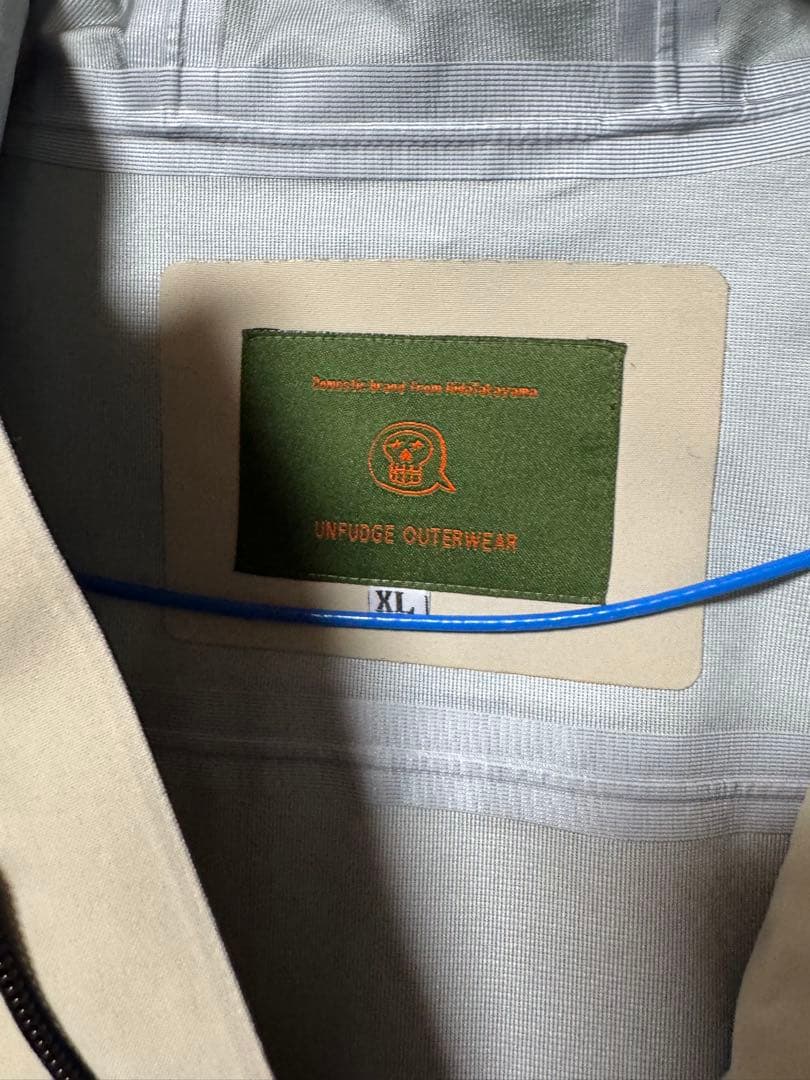 Domestic brand from HidaTakayama
UNFUDGE OUTERWEAR
XL